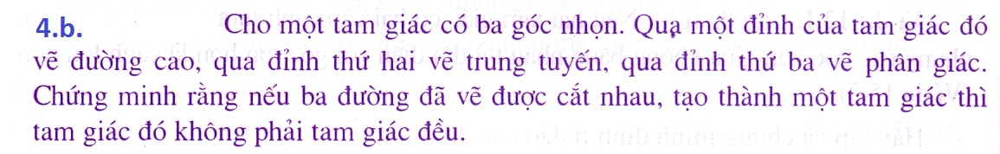 4.b. Cho một tam giác có ba góc nhọn. Qua một đỉnh của tam giác đó
vẽ đường cao, qua đỉnh thứ hai vẽ trung tuyến, qua đỉnh thứ ba vẽ phân giác.
Chứng minh rằng nếu ba đường đã vẽ được cắt nhau, tạo thành một tam giác thì
tam giác đó không phải tam giác đều.